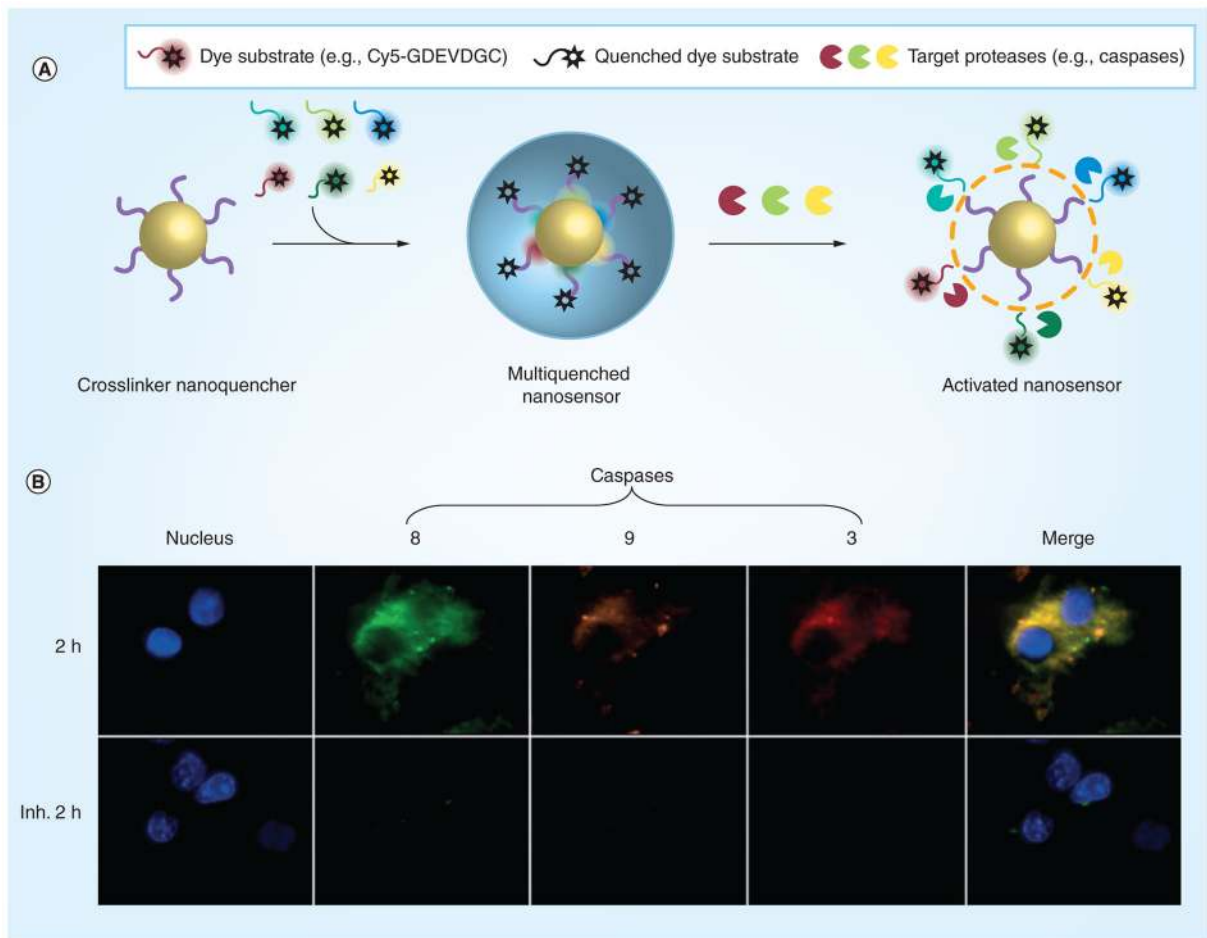 A
Dye substrate (e.g., Cy5-GDEVDGC)
Quenched dye substrate
Target proteases (e.g., caspases)
Crosslinker nanoquencher
Multiquenched
nanosensor
Activated nanosensor
B
Caspases
Nucleus
8
9
3
Merge
2 h
Inh. 2 h